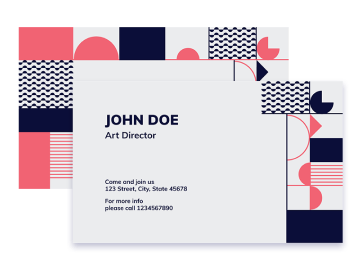 JOHN DOE
Art Director
Come and join us
123 Street, City, State 45678
For more info
please call 1234567890